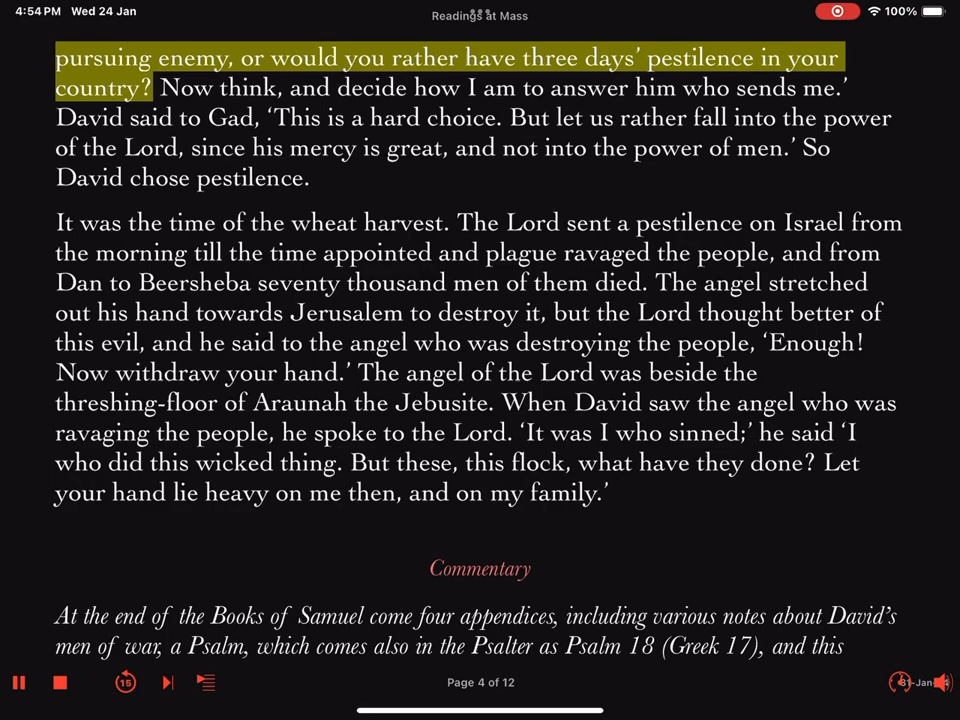 4:54 PM Wed 24 Jan
Readings at Mass
100%
pursuing enemy, or would you rather have three days’ pestilence in your
country? Now think, and decide how I am to answer him who sends me.’
David said to Gad, ‘This is a hard choice. But let us rather fall into the power
of the Lord, since his mercy is great, and not into the power of men.’ So
David chose pestilence.
It was the time of the wheat harvest. The Lord sent a pestilence on Israel from
the morning till the time appointed and plague ravaged the people, and from
Dan to Beersheba seventy thousand men of them died. The angel stretched
out his hand towards Jerusalem to destroy it, but the Lord thought better of
this evil, and he said to the angel who was destroying the people, ‘Enough!
Now withdraw your hand.’ The angel of the Lord was beside the
threshing-floor of Araunah the Jebusite. When David saw the angel who was
ravaging the people, he spoke to the Lord. ‘It was I who sinned;’ he said ‘I
who did this wicked thing. But these, this flock, what have they done? Let
your hand lie heavy on me then, and on my family.’
Commentary
At the end of the Books of Samuel come four appendices, including various notes about David’s
men of war, a Psalm, which comes also in the Psalter as Psalm 18 (Greek 17), and this
15
Page 4 of 12
31-Jan